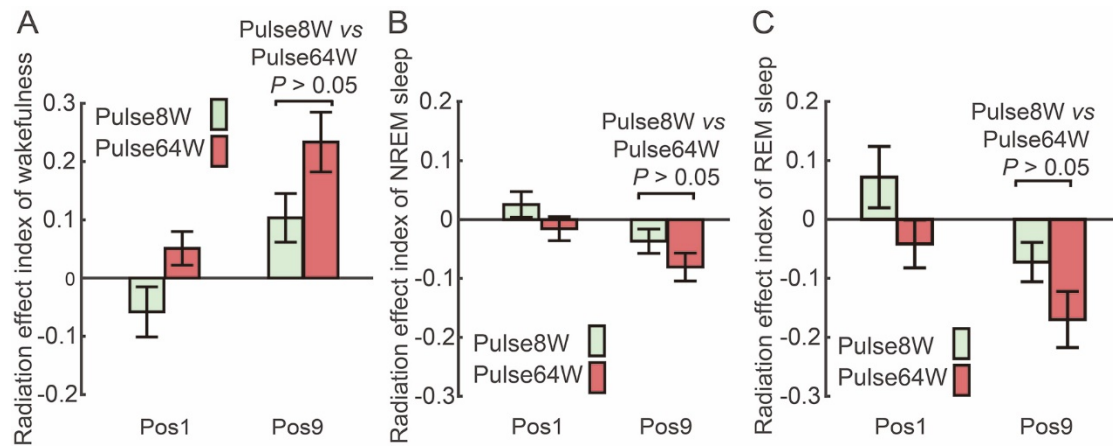 A
Radiation effect index of wakefulness
Pulse8W vs
Pulse64W
P > 0.05
Pulse8W
Pulse64W
0.3
0.2
0.1
0
-0.1
-0.2
Pos1
Pos9
B
Radiation effect index of NREM sleep
Pulse8W vs
Pulse64W
P > 0.05
0.2
0.1
0
-0.1
-0.2
-0.3
Pulse8W
Pulse64W
Pos1
Pos9
C
Radiation effect index of REM sleep
Pulse8W vs
Pulse64W
P > 0.05
0.2
0.1
0
-0.1
-0.2
-0.3
Pulse8W
Pulse64W
Pos1
Pos9